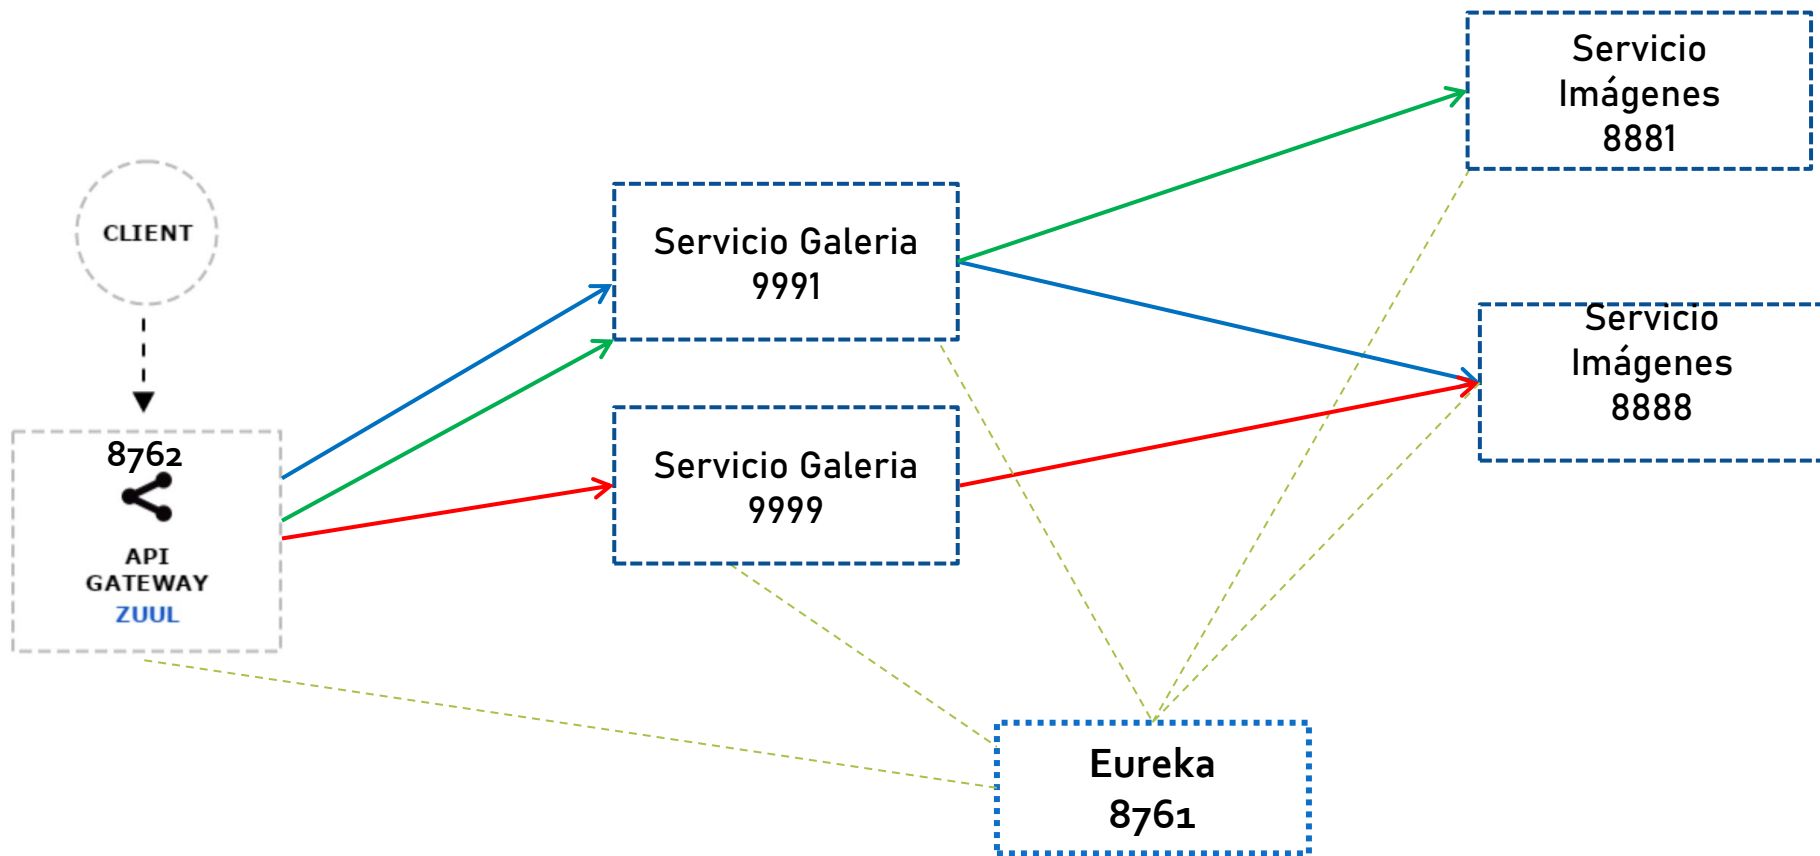 CLIENT
8762
API
GATEWAY
ZUUL
Servicio Galeria
9991
Servicio Galeria
9999
Servicio
Imágenes
8881
Servicio
Imágenes
8888
Eureka
8761